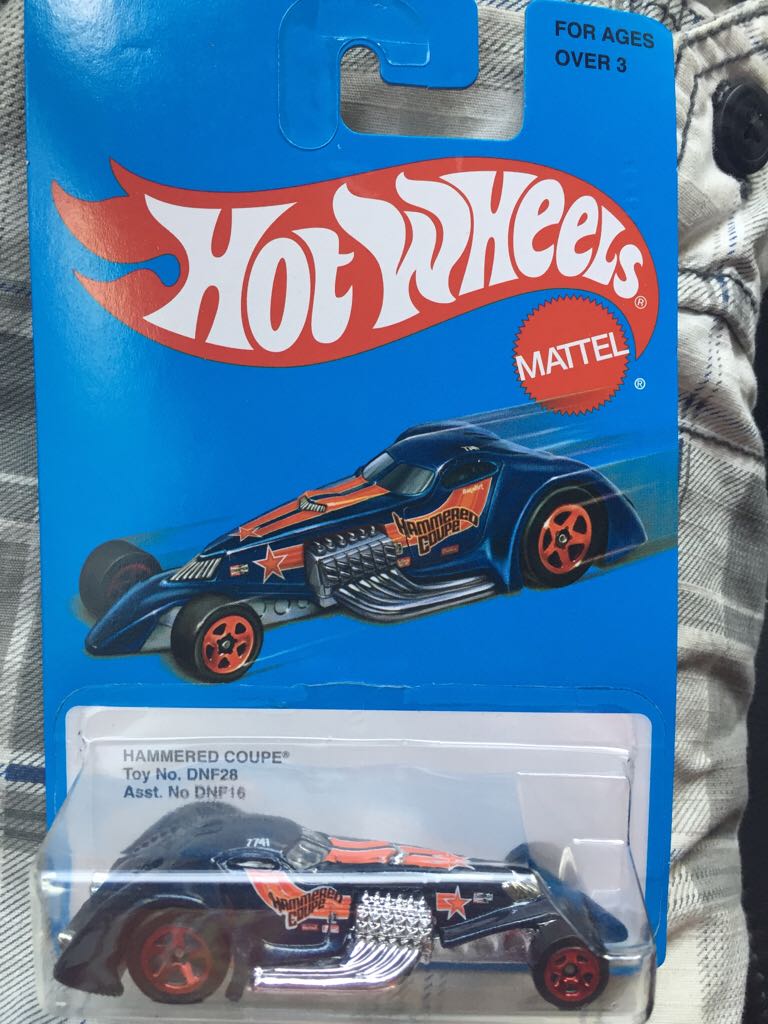 FOR AGES
OVER 3
HOT WHEELS®
MATTEL®
HAMMERED
COUPE
HAMMERED COUPE®
Toy No. DNF28
Asst. No DNF16
7741
HAMMERED
COUPE